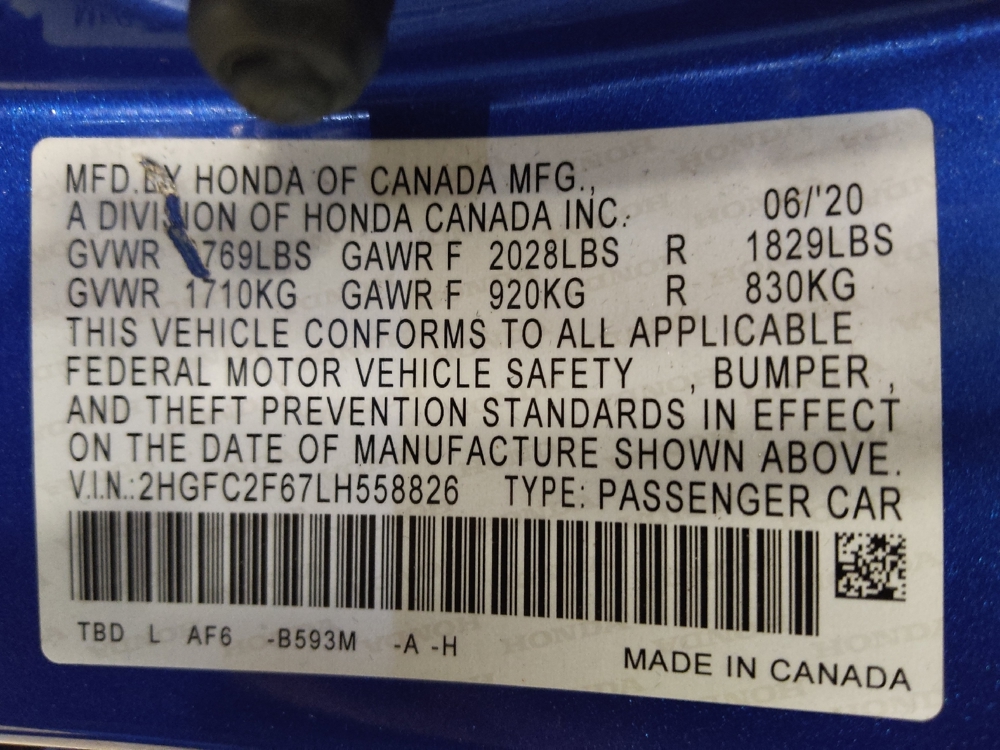 MFD.BY HONDA OF CANADA MFG.,
A DIVISION OF HONDA CANADA INC. 06/'20
GVWR 769LBS GAWR F 2028LBS R 1829LBS
GVWR 1710KG GAWR F 920KG R 830KG
THIS VEHICLE CONFORMS TO ALL APPLICABLE
FEDERAL MOTOR VEHICLE SAFETY , BUMPER ,
AND THEFT PREVENTION STANDARDS IN EFFECT
ON THE DATE OF MANUFACTURE SHOWN ABOVE.
V.I.N.:2HGFC2F67LH558826 TYPE: PASSENGER CAR
TBD L AF6 -B593M -A -H
MADE IN CANADA